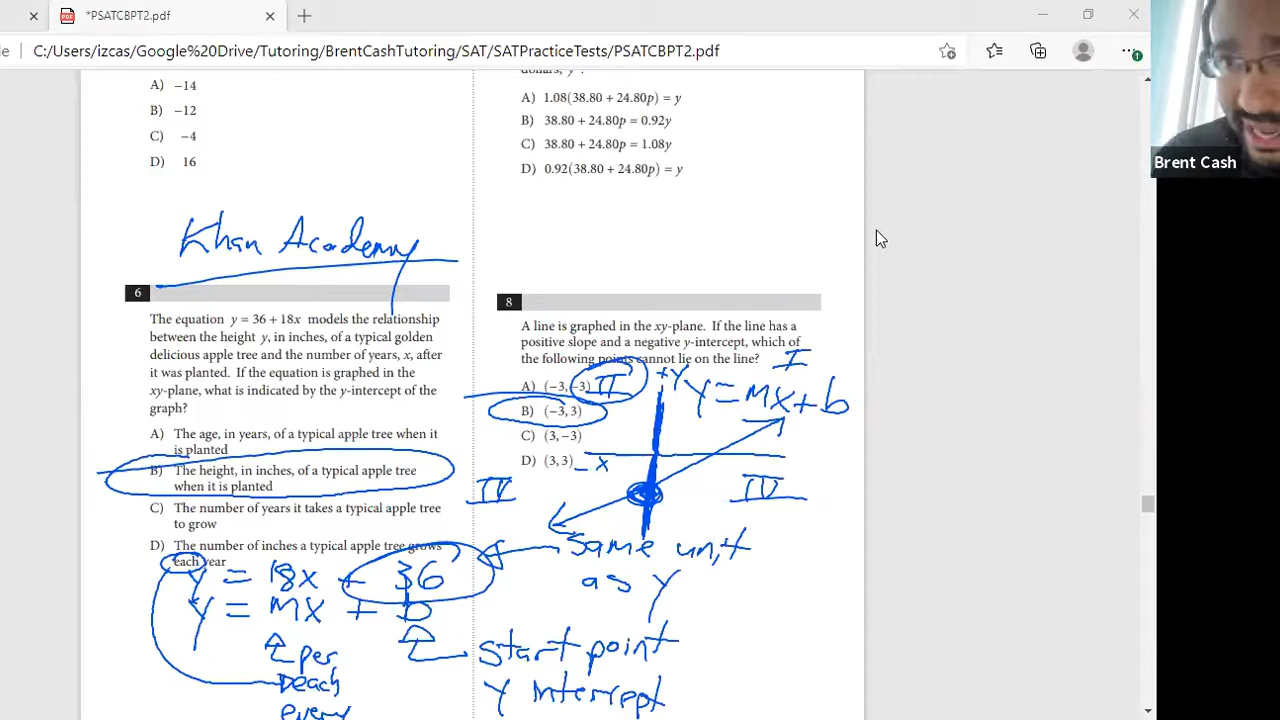 *PSATCBPT2.pdf
C:/Users/izcas/Google%20Drive/Tutoring/BrentCashTutoring/SAT/SATPracticeTests/PSATCBPT2.pdf
Brent Cash
A) −14
B) −12
C) −4
D) 16
Khan Academy
6
The equation y = 36 + 18x models the relationship
between the height y, in inches, of a typical golden
delicious apple tree and the number of years, x, after
it was planted. If the equation is graphed in the
xy-plane, what is indicated by the y-intercept of the
graph?
A) The age, in years, of a typical apple tree when it
is planted
B) The height, in inches, of a typical apple tree
when it is planted
C) The number of years it takes a typical apple tree
to grow
D) The number of inches a typical apple tree grows
each year
Y = 18x + 36
Y = mx + b
per
each
every
dollars, y ?
A) 1.08(38.80 + 24.80p) = y
B) 38.80 + 24.80p = 0.92y
C) 38.80 + 24.80p = 1.08y
D) 0.92(38.80 + 24.80p) = y
8
A line is graphed in the xy-plane. If the line has a
positive slope and a negative y-intercept, which of
the following points cannot lie on the line?
A) (−3, −3)
B) (−3, 3)
C) (3, −3)
D) (3, 3)
II
+Y
I
Y = mx + b
−x
IV
IV
same unit
as Y
start point
Y intercept